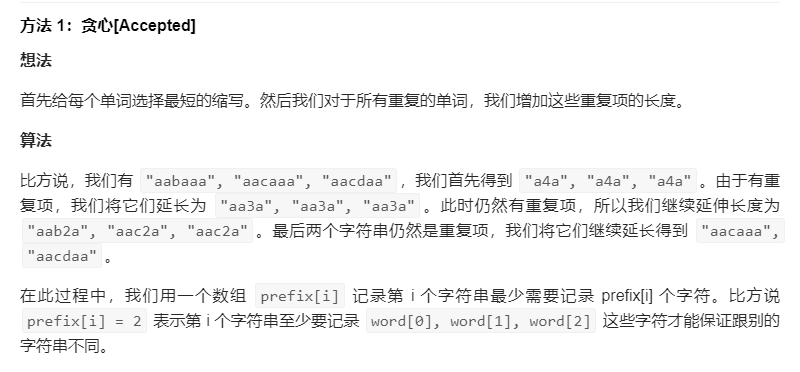 方法 1：贪心[Accepted]
想法
首先给每个单词选择最短的缩写。然后我们对于所有重复的单词，我们增加这些重复项的长度。
算法
比方说，我们有 "aabaaa", "aacaaa", "aacdaa" ，我们首先得到 "a4a", "a4a", "a4a" 。由于有重
复项，我们将它们延长为 "aa3a", "aa3a", "aa3a" 。此时仍然有重复项，所以我们继续延伸长度为
"aab2a", "aac2a", "aac2a" 。最后两个字符串仍然是重复项，我们将它们继续延长得到 "aacaaa",
"aacdaa" 。
在此过程中，我们用一个数组 prefix[i] 记录第 i 个字符串最少需要记录 prefix[i] 个字符。比方说
prefix[i] = 2 表示第 i 个字符串至少要记录 word[0], word[1], word[2] 这些字符才能保证跟别的
字符串不同。